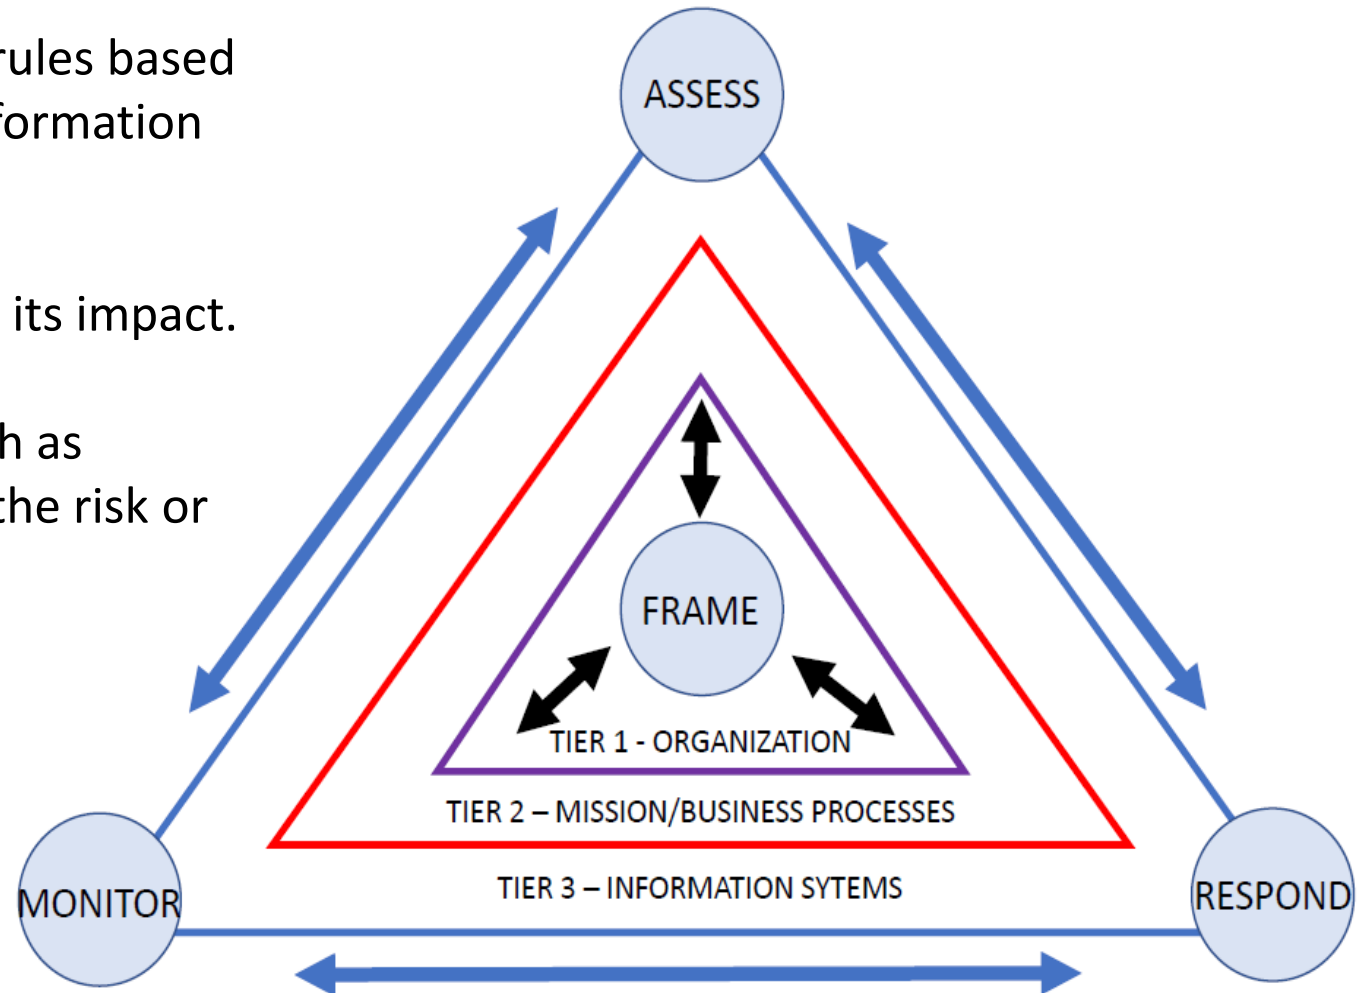 rules based
formation
its impact.
h as
the risk or
ASSESS
FRAME
TIER 1 - ORGANIZATION
TIER 2 – MISSION/BUSINESS PROCESSES
TIER 3 – INFORMATION SYTEMS
MONITOR
RESPOND